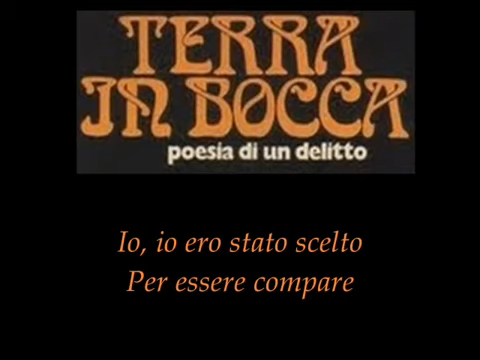 TERRA
IN BOCCA
poesia di un delitto
Io, io ero stato scelto
Per essere compare